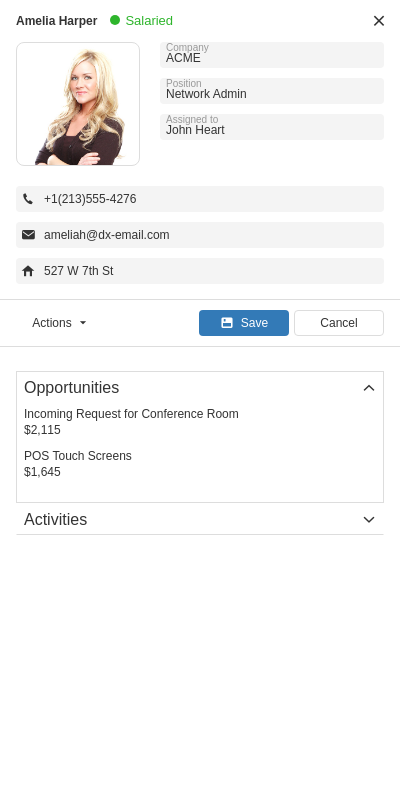 Amelia Harper Salaried
Company
ACME
Position
Network Admin
Assigned to
John Heart
+1(213)555-4276
ameliah@dx-email.com
527 W 7th St
Actions Save Cancel
Opportunities
Incoming Request for Conference Room
$2,115
POS Touch Screens
$1,645
Activities